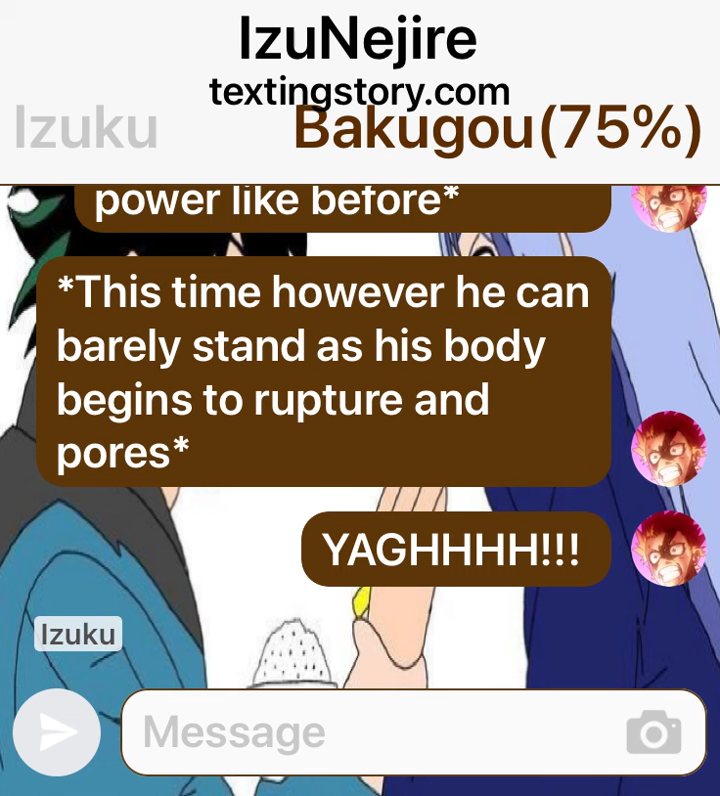 IzuNejire
textingstory.com
Izuku
Bakugou(75%)
power like before*
*This time however he can
barely stand as his body
begins to rupture and
pores*
YAGHHHH!!!
Izuku
Message